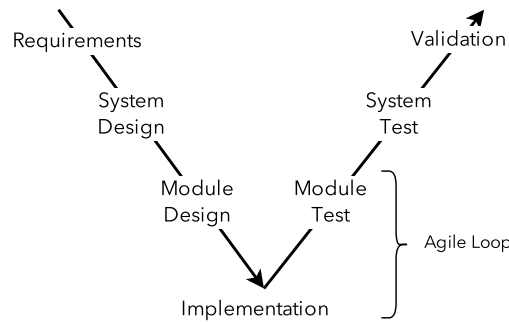 Requirements
Validation
System
Design
System
Test
Module
Design
Module
Test
Agile Loop
Implementation